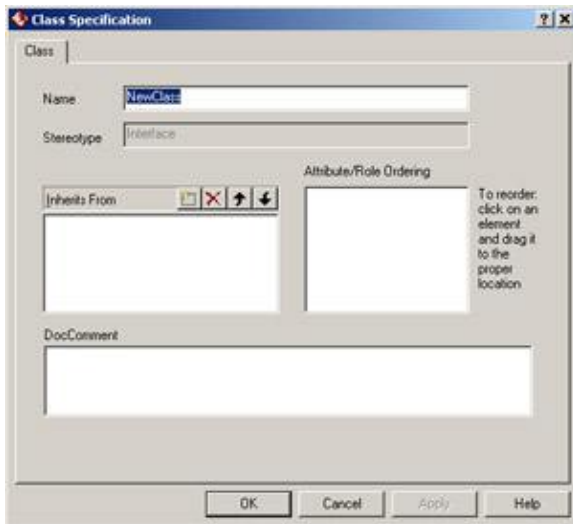 Class Specification
Class
Name NewClass
Stereotype Interface
Attribute/Role Ordering
Inherits From
To reorder:
click on an
element
and drag it
to the
proper
location
DocComment
OK Cancel Apply Help